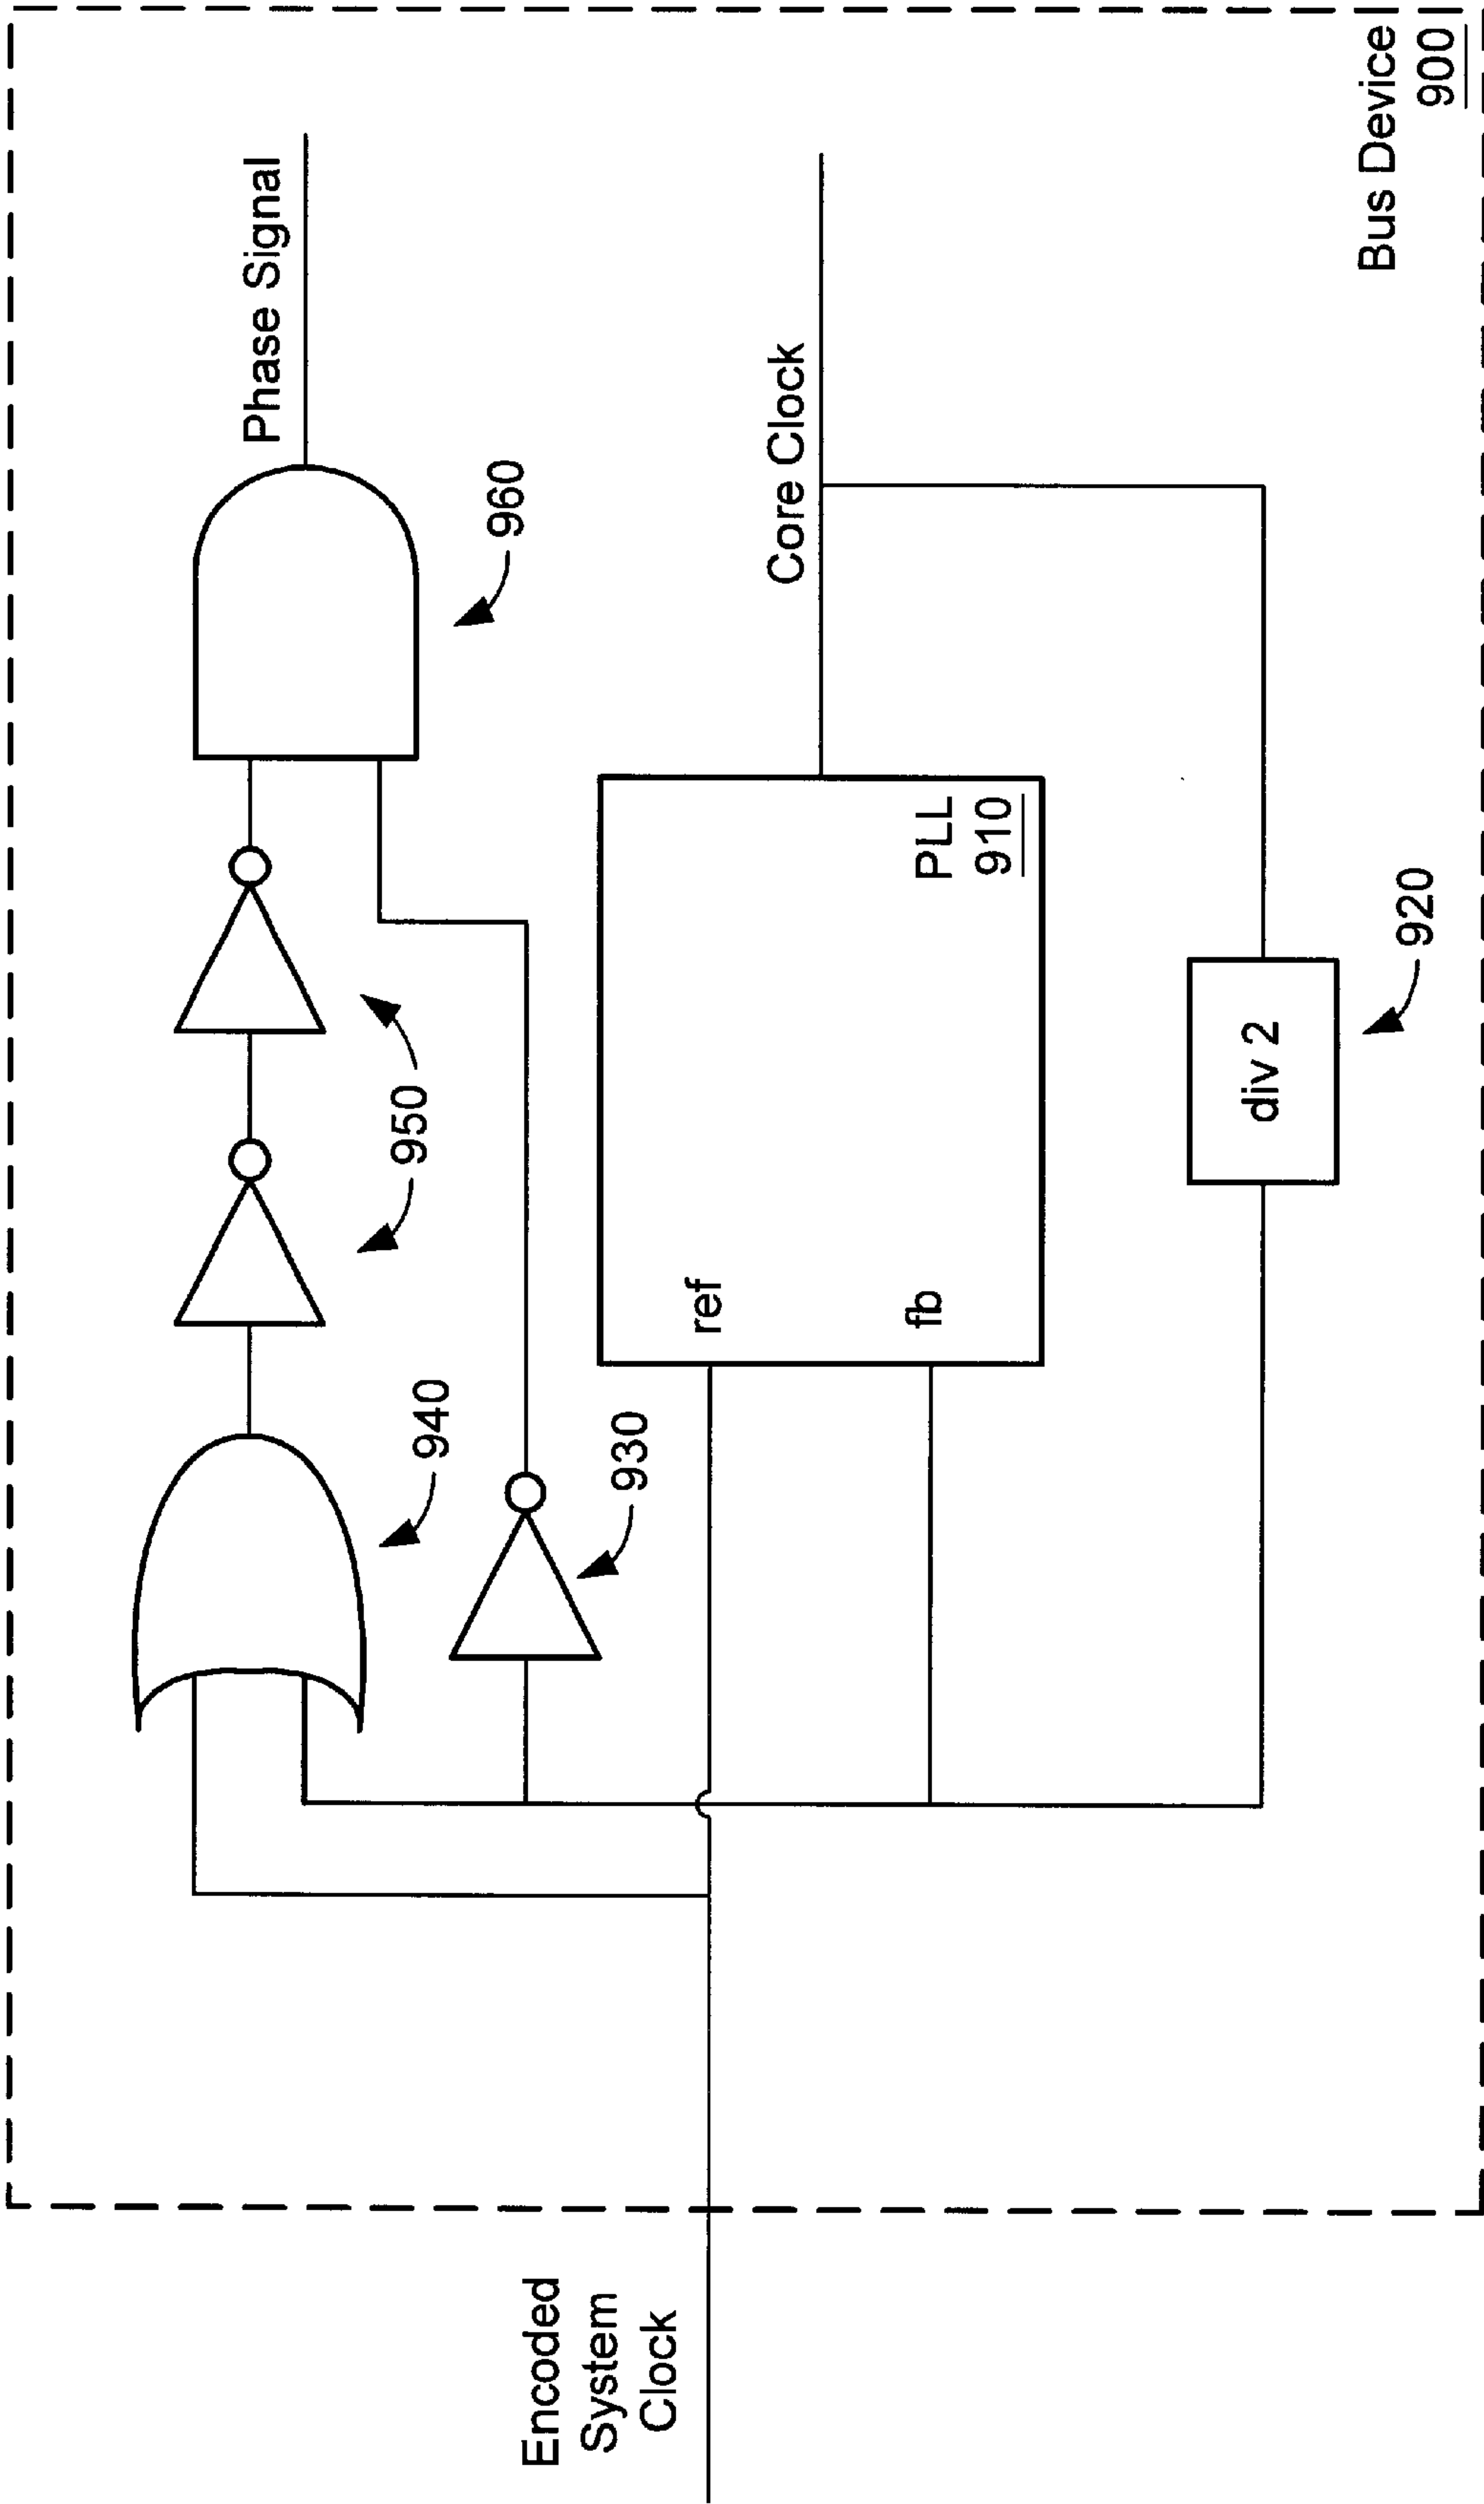 Phase Signal
960
950
940
930
Core Clock
PLL
910
ref
fb
div 2
920
Encoded
System
Clock
Bus Device
900